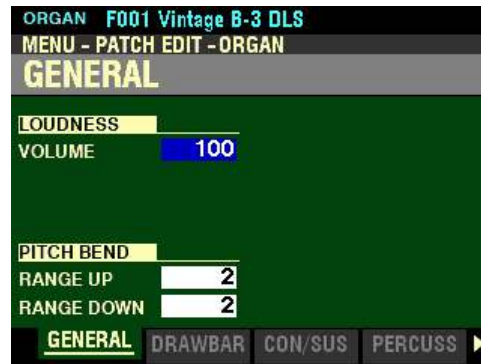 ORGAN F001 Vintage B-3 DLS
MENU - PATCH EDIT - ORGAN
GENERAL
LOUDNESS
VOLUME 100
PITCH BEND
RANGE UP 2
RANGE DOWN 2
GENERAL DRAWBAR CON/SUS PERCUSS